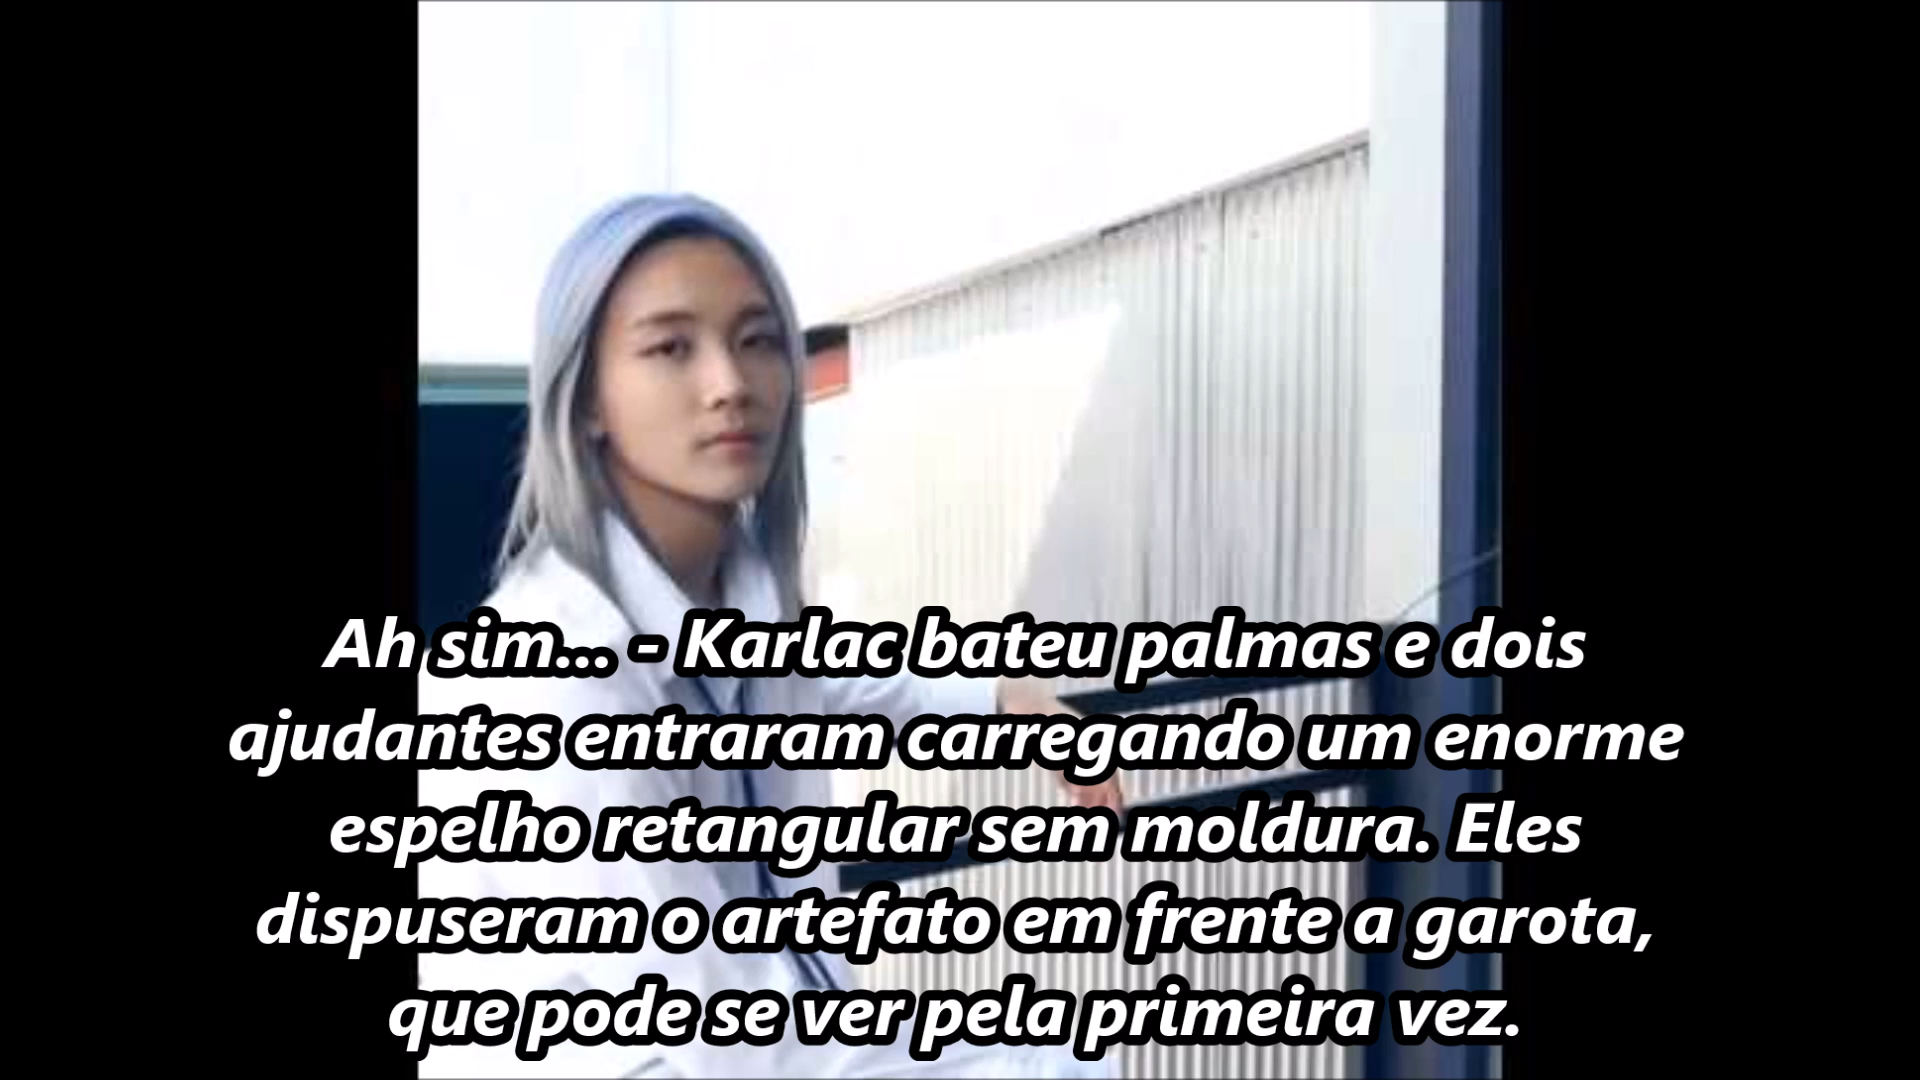 Ah sim... - Karlac bateu palmas e dois
ajudantes entraram carregando um enorme
espelho retangular sem moldura. Eles
dispuseram o artefato em frente a garota,
que pode se ver pela primeira vez.